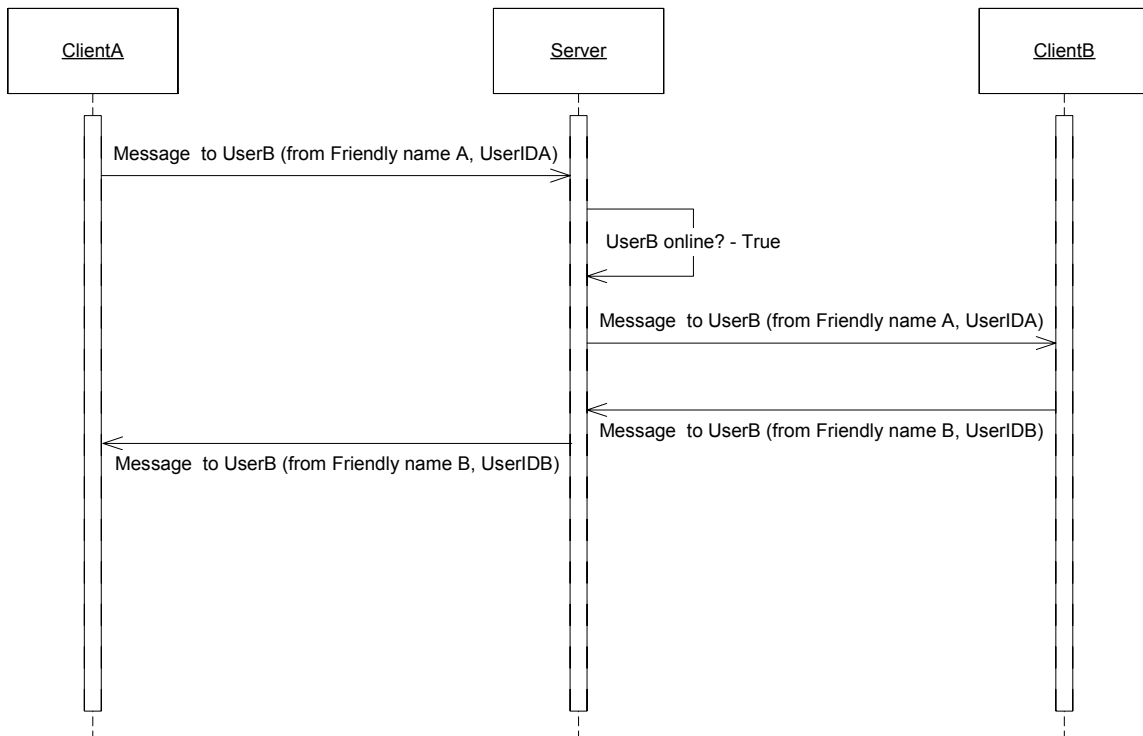 ClientA
Server
ClientB
Message  to UserB (from Friendly name A, UserIDA)
UserB online? - True
Message  to UserB (from Friendly name A, UserIDA)
Message  to UserB (from Friendly name B, UserIDB)
Message  to UserB (from Friendly name B, UserIDB)